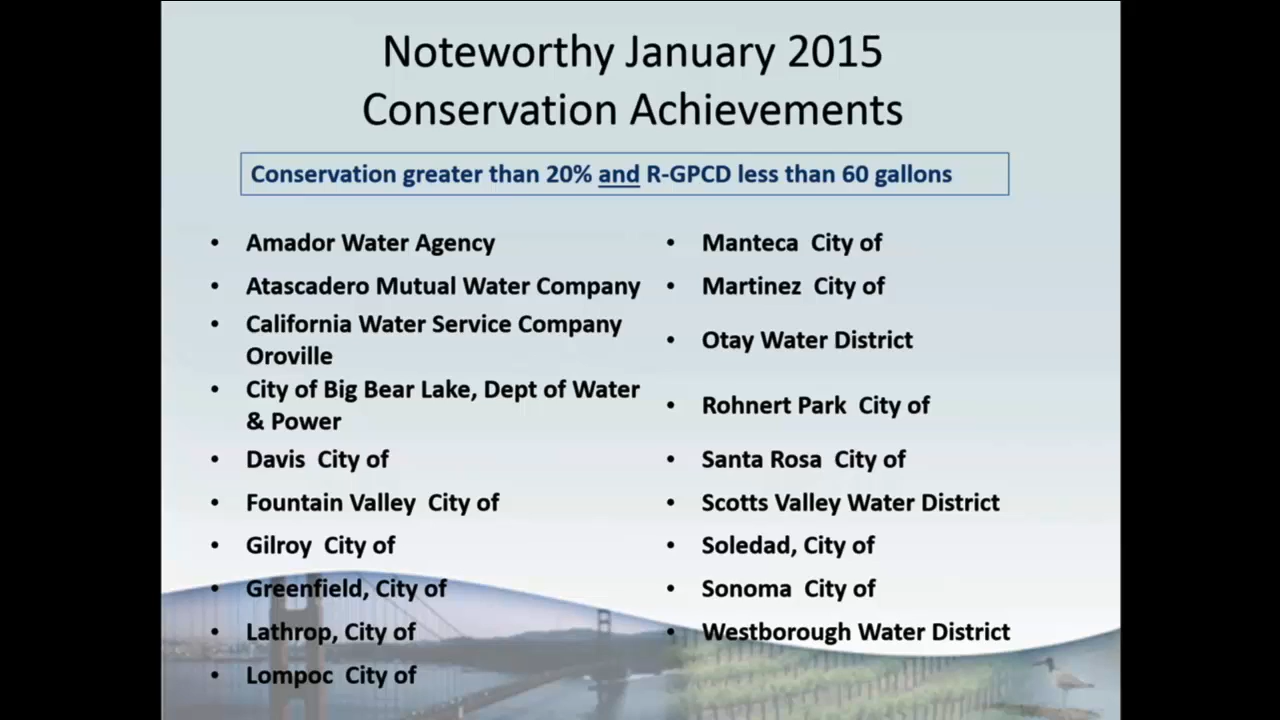 Noteworthy January 2015
Conservation Achievements
Conservation greater than 20% and R-GPCD less than 60 gallons
• Amador Water Agency
• Atascadero Mutual Water Company
• California Water Service Company
Oroville
• City of Big Bear Lake, Dept of Water
& Power
• Davis  City of
• Fountain Valley  City of
• Gilroy  City of
• Greenfield, City of
• Lathrop, City of
• Lompoc  City of
• Manteca  City of
• Martinez  City of
• Otay Water District
• Rohnert Park  City of
• Santa Rosa  City of
• Scotts Valley Water District
• Soledad, City of
• Sonoma  City of
• Westborough Water District